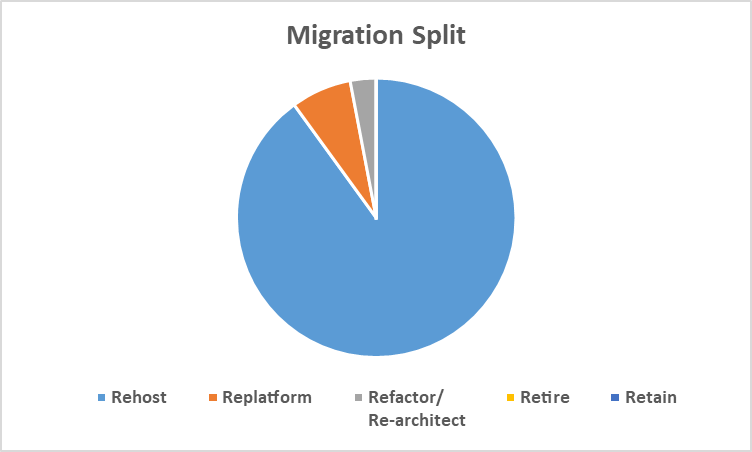 Migration Split
Rehost
Replatform
Refactor/
Re-architect
Retire
Retain